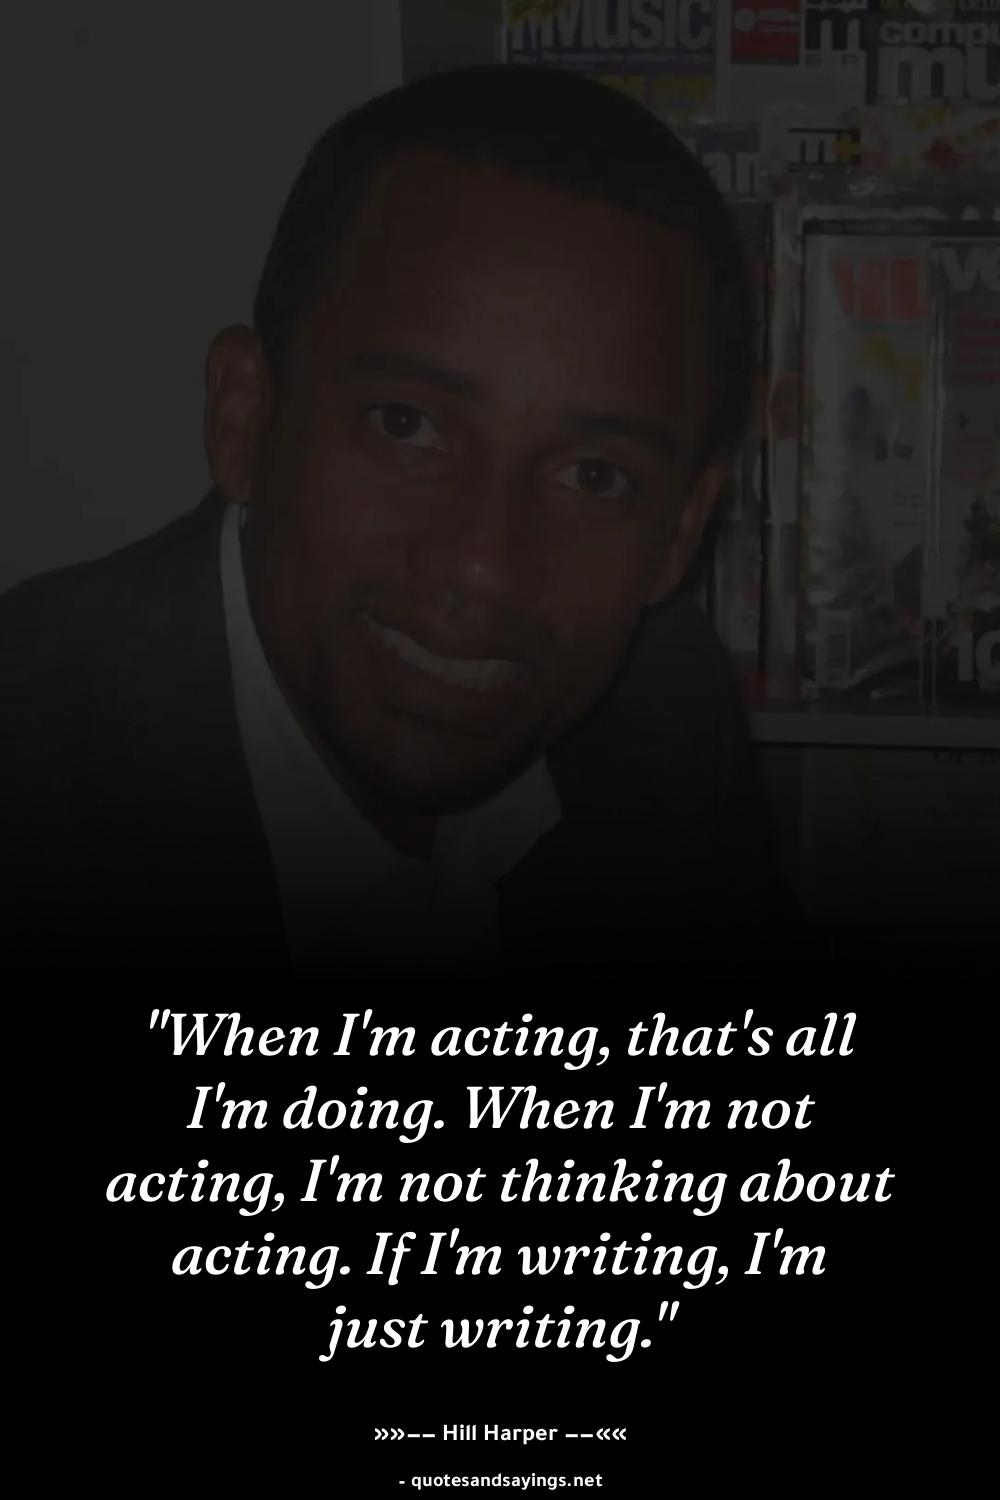 Music
"When I'm acting, that's all
I'm doing. When I'm not
acting, I'm not thinking about
acting. If I'm writing, I'm
just writing."
»»–– Hill Harper ––««
- quotesandsayings.net